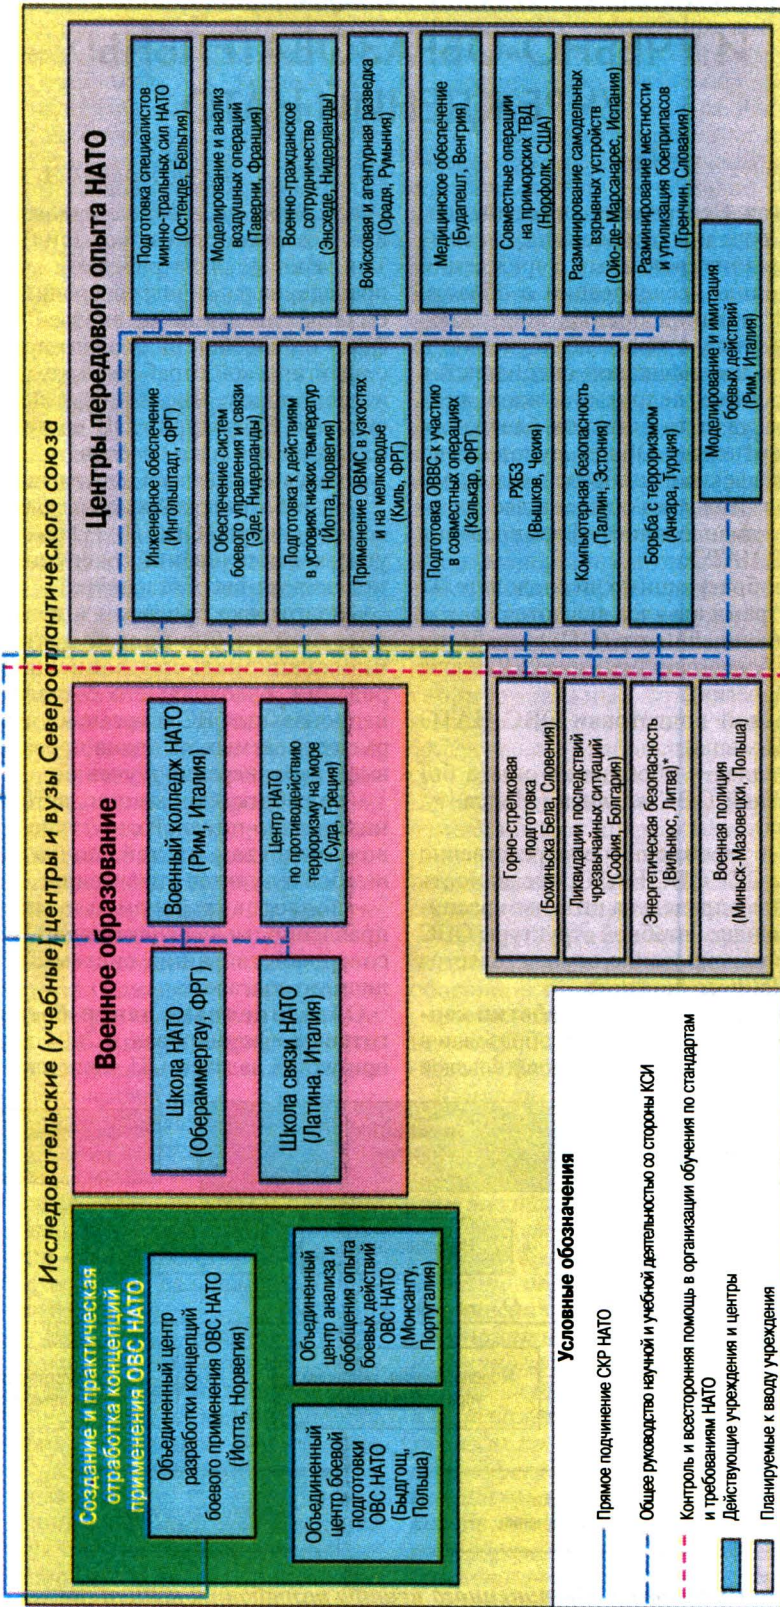 Исследовательские (учебные) центры и вузы Североатлантического союза
Создание и практическая
отработка концепций
применения ОВС НАТО
Объединенный центр
разработки концепций
боевого применения ОВС НАТО
(Йотта, Норвегия)
Объединенный
центр боевой
подготовки
ОВС НАТО
(Быдгощ,
Польша)
Объединенный
центр анализа и
обобщения опыта
боевых действий
ОВС НАТО
(Монсанту,
Португалия)
Военное образование
Школа НАТО
(Обераммергау, ФРГ)
Военный колледж НАТО
(Рим, Италия)
Школа связи НАТО
(Латина, Италия)
Центр НАТО
по противодействию
терроризму на море
(Суда, Греция)
Центры передового опыта НАТО
Инженерное обеспечение
(Ингольштадт, ФРГ)
Обеспечение систем
боевого управления и связи
(Эде, Нидерланды)
Подготовка к действиям
в условиях низких температур
(Йотта, Норвегия)
Применение ОВМС в узкостях
и на мелководье
(Киль, ФРГ)
Подготовка ОВВС к участию
в совместных операциях
(Калькар, ФРГ)
РХБЗ
(Вышков, Чехия)
Компьютерная безопасность
(Таллин, Эстония)
Борьба с терроризмом
(Анкара, Турция)
Подготовка специалистов
минно-тральных сил НАТО
(Остенде, Бельгия)
Моделирование и анализ
воздушных операций
(Таверни, Франция)
Военно-гражданское
сотрудничество
(Энсхеде, Нидерланды)
Войсковая и агентурная разведка
(Орадя, Румыния)
Медицинское обеспечение
(Будапешт, Венгрия)
Совместные операции
на приморских ТВД
(Норфолк, США)
Разминирование самодельных
взрывных устройств
(Ойо-де-Марсанарес, Испания)
Разминирование местности
и утилизация боеприпасов
(Тренчин, Словакия)
Моделирование и имитация
боевых действий
(Рим, Италия)
Горно-стрелковая
подготовка
(Бохиньска Бела, Словения)
Ликвидации последствий
чрезвычайных ситуаций
(София, Болгария)
Энергетическая безопасность
(Вильнюс, Литва)*
Военная полиция
(Миньск-Мазовецки, Польша)
Условные обозначения
Прямое подчинение СКР НАТО
Общее руководство научной и учебной деятельностью со стороны КСИ
Контроль и всесторонняя помощь в организации обучения по стандартам
и требованиям НАТО
Действующие учреждения и центры
Планируемые к вводу учреждения